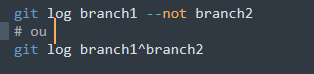 git log branch1 --not branch2
# ou
git log branch1^branch2